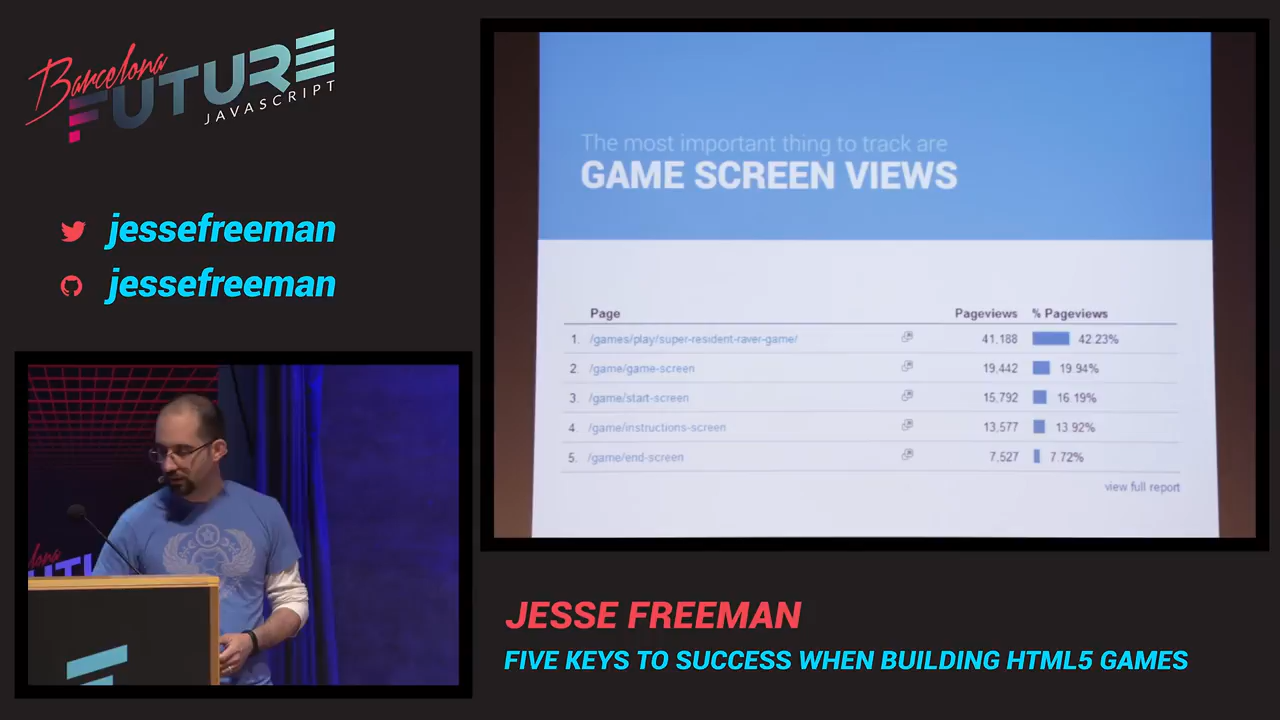 Barcelona
FUTURE
JAVASCRIPT
jessefreeman
jessefreeman
The most important thing to track are
GAME SCREEN VIEWS
Page Pageviews % Pageviews
1. /games/play/super-resident-raver-game/ 41,188 42.23%
2. /game/game-screen 19,442 19.94%
3. /game/start-screen 15,792 16.19%
4. /game/instructions-screen 13,577 13.92%
5. /game/end-screen 7,527 7.72%
view full report
JESSE FREEMAN
FIVE KEYS TO SUCCESS WHEN BUILDING HTML5 GAMES